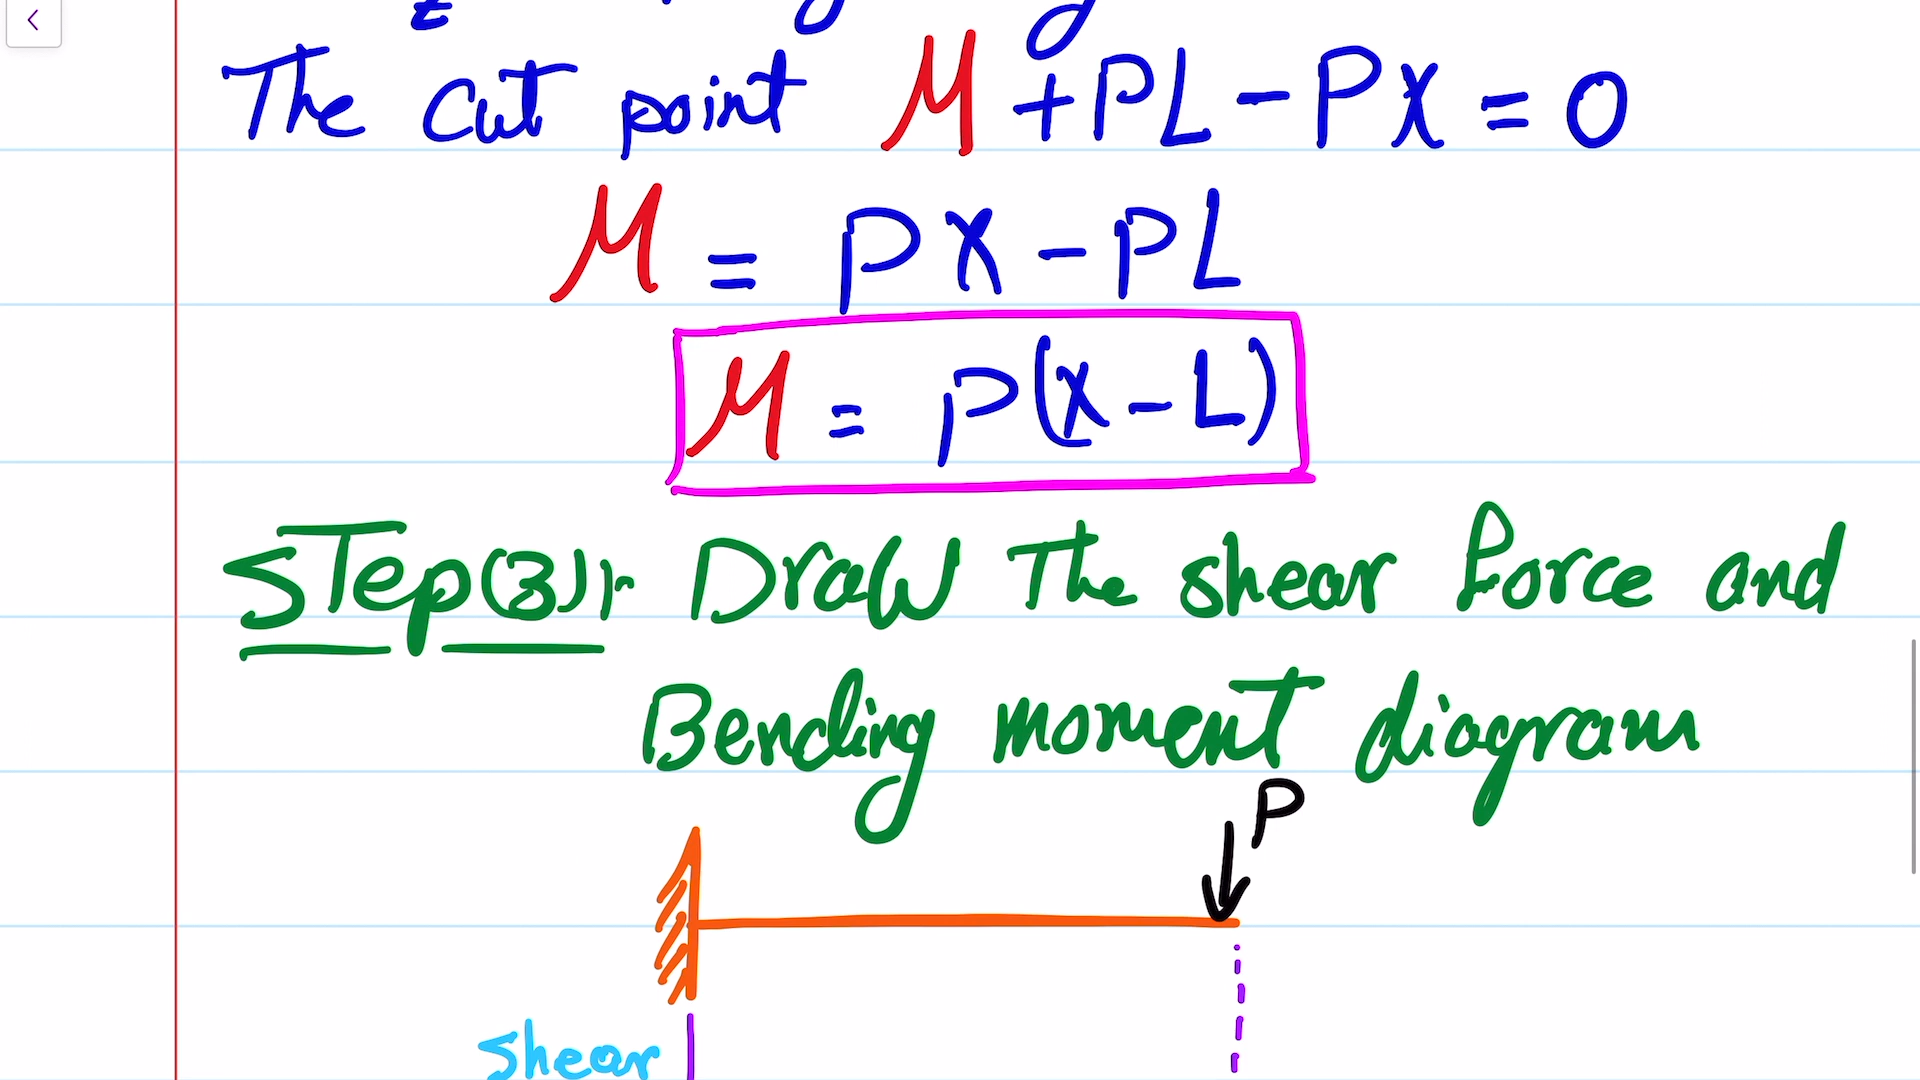 The cut point M + PL - PX = 0
M = PX - PL
M = P(X - L)
STep(3):- Draw The shear force and
Bending moment diagram
P
shear